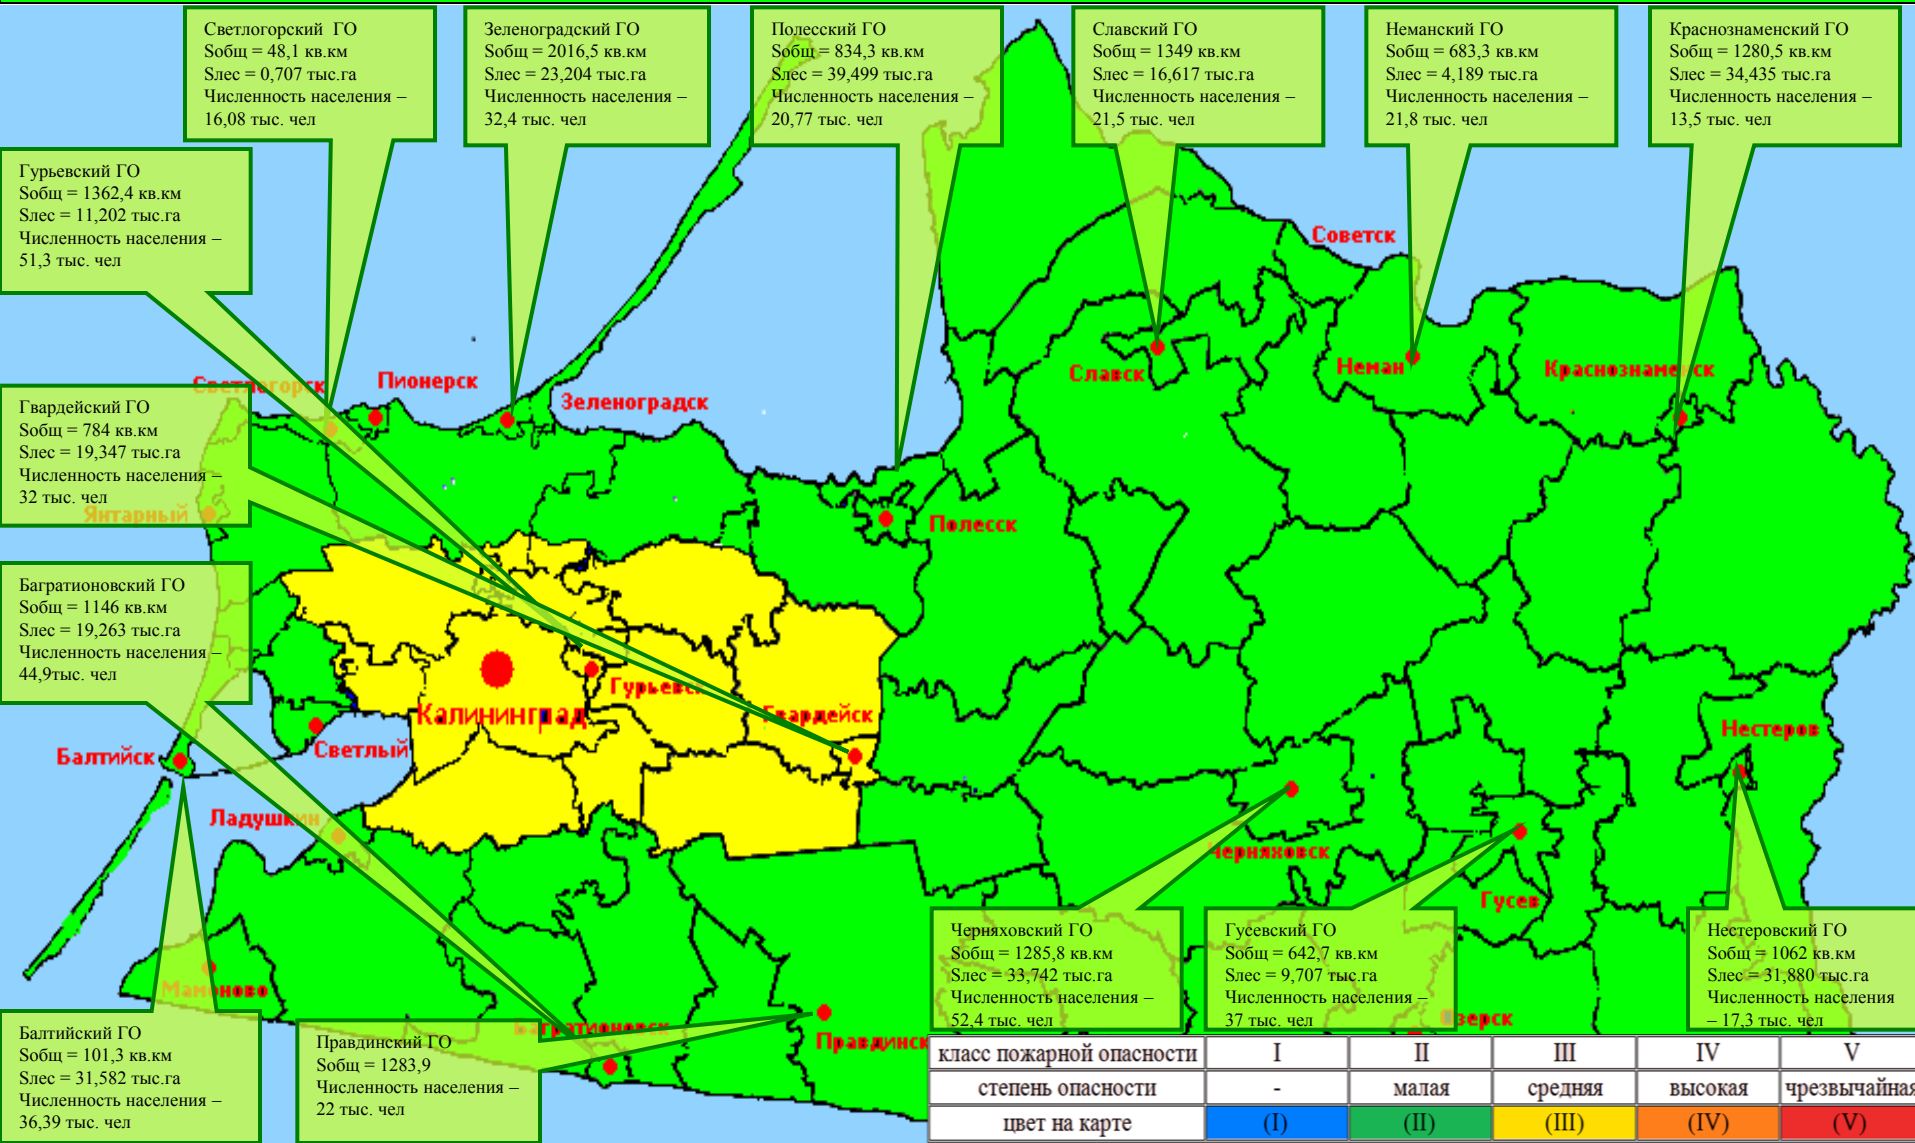 Светлогорский ГО
Sобщ = 48,1 кв.км
Sлес = 0,707 тыс.га
Численность населения –
16,08 тыс. чел
Зеленоградский ГО
Sобщ = 2016,5 кв.км
Sлес = 23,204 тыс.га
Численность населения –
32,4 тыс. чел
Полесский ГО
Sобщ = 834,3 кв.км
Sлес = 39,499 тыс.га
Численность населения –
20,77 тыс. чел
Славский ГО
Sобщ = 1349 кв.км
Sлес = 16,617 тыс.га
Численность населения –
21,5 тыс. чел
Неманский ГО
Sобщ = 683,3 кв.км
Sлес = 4,189 тыс.га
Численность населения –
21,8 тыс. чел
Краснознаменский ГО
Sобщ = 1280,5 кв.км
Sлес = 34,435 тыс.га
Численность населения –
13,5 тыс. чел
Гурьевский ГО
Sобщ = 1362,4 кв.км
Sлес = 11,202 тыс.га
Численность населения –
51,3 тыс. чел
Советск
Светлогорск
Пионерск
Зеленоградск
Славск
Неман
Краснознаменск
Гвардейский ГО
Sобщ = 784 кв.км
Sлес = 19,347 тыс.га
Численность населения –
32 тыс. чел
Янтарный
Полесск
Багратионовский ГО
Sобщ = 1146 кв.км
Sлес = 19,263 тыс.га
Численность населения –
44,9тыс. чел
Гурьевск
Калининград
Гвардейск
Светлый
Балтийск
Нестеров
Ладушкин
Черняховск
Гусев
Мамоново
Багратионовск
Правдинск
Озерск
Черняховский ГО
Sобщ = 1285,8 кв.км
Sлес = 33,742 тыс.га
Численность населения –
52,4 тыс. чел
Гусевский ГО
Sобщ = 642,7 кв.км
Sлес = 9,707 тыс.га
Численность населения –
37 тыс. чел
Нестеровский ГО
Sобщ = 1062 кв.км
Sлес = 31,880 тыс.га
Численность населения
– 17,3 тыс. чел
Балтийский ГО
Sобщ = 101,3 кв.км
Sлес = 31,582 тыс.га
Численность населения –
36,39 тыс. чел
Правдинский ГО
Sобщ = 1283,9
Численность населения –
22 тыс. чел
класс пожарной опасности I II III IV V
степень опасности - малая средняя высокая чрезвычайная
цвет на карте (I) (II) (III) (IV) (V)